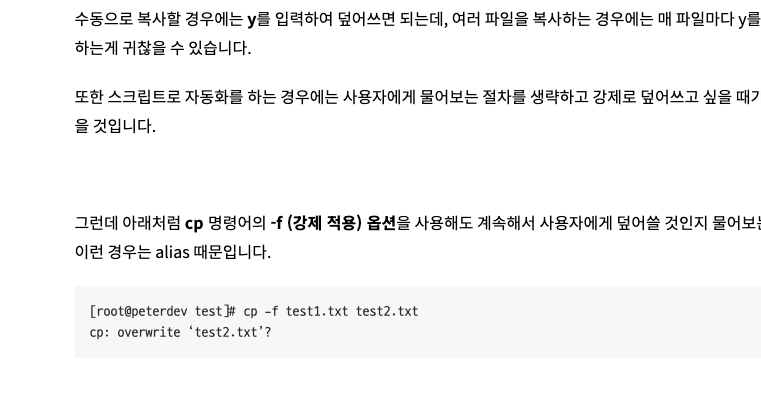 수동으로 복사할 경우에는 y를 입력하여 덮어쓰면 되는데, 여러 파일을 복사하는 경우에는 매 파일마다 y를
하는게 귀찮을 수 있습니다.
또한 스크립트로 자동화를 하는 경우에는 사용자에게 물어보는 절차를 생략하고 강제로 덮어쓰고 싶을 때가
을 것입니다.
그런데 아래처럼 cp 명령어의 -f (강제 적용) 옵션을 사용해도 계속해서 사용자에게 덮어쓸 것인지 물어보는
이런 경우는 alias 때문입니다.
[root@peterdev test]# cp -f test1.txt test2.txt
cp: overwrite ‘test2.txt’?